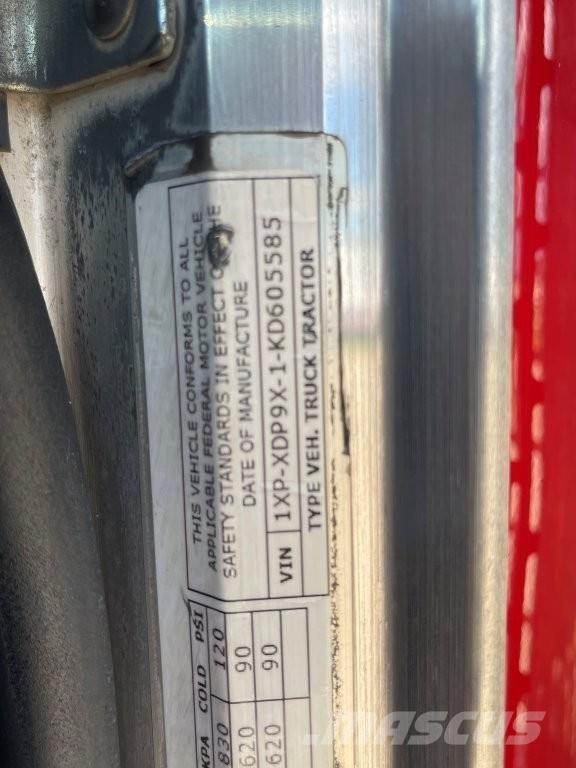 THIS VEHICLE CONFORMS TO ALL
APPLICABLE FEDERAL MOTOR VEHICLE
SAFETY STANDARDS IN EFFECT THE
DATE OF MANUFACTURE
VIN 1XP-XDP9X-1-KD605585
TYPE VEH. TRUCK TRACTOR
KPA COLD PSI
830 120
620 90
620 90
mascus